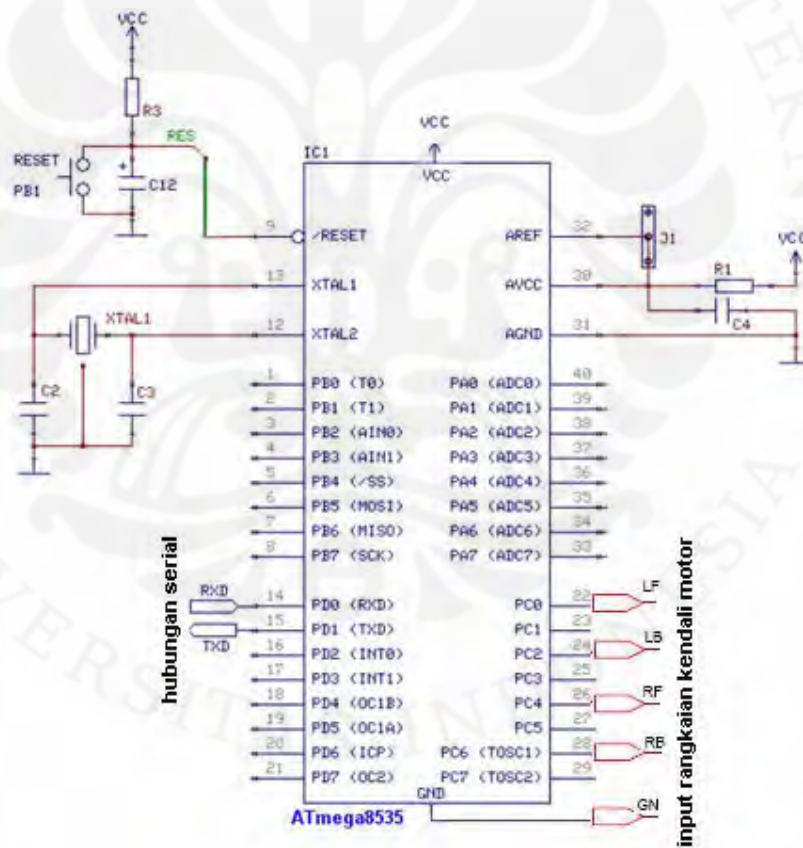 VCC
R3
RES
RESET
PB1
C12
IC1
VCC
VCC
9 /RESET
AREF 32
J1
VCC
13 XTAL1
AVCC 30
R1
XTAL1
12 XTAL2
AGND 31
C4
C2
C3
1 PB0 (T0)
PA0 (ADC0) 40
2 PB1 (T1)
PA1 (ADC1) 39
3 PB2 (AIN0)
PA2 (ADC2) 38
4 PB3 (AIN1)
PA3 (ADC3) 37
5 PB4 (/SS)
PA4 (ADC4) 36
6 PB5 (MOSI)
PA5 (ADC5) 35
7 PB6 (MISO)
PA6 (ADC6) 34
8 PB7 (SCK)
PA7 (ADC7) 33
hubungan serial
RXD
14 PD0 (RXD)
PC0 22
LF
TXD
15 PD1 (TXD)
PC1 23
16 PD2 (INT0)
PC2 24
LB
17 PD3 (INT1)
PC3 25
18 PD4 (OC1B)
PC4 26
RF
19 PD5 (OC1A)
PC5 27
20 PD6 (ICP)
PC6 (TOSC1) 28
RB
21 PD7 (OC2)
PC7 (TOSC2) 29
GND
GN
input rangkaian kendali motor
ATmega8535